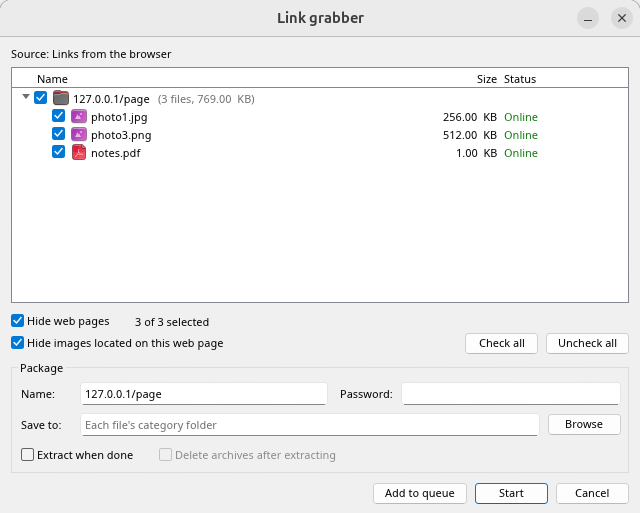 Link grabber
Source: Links from the browser
Name Size Status
127.0.0.1/page (3 files, 769.00 KB)
photo1.jpg 256.00 KB Online
photo3.png 512.00 KB Online
notes.pdf 1.00 KB Online
Hide web pages 3 of 3 selected
Hide images located on this web page Check all Uncheck all
Package
Name: 127.0.0.1/page Password:
Save to: Each file's category folder Browse
Extract when done Delete archives after extracting
Add to queue Start Cancel